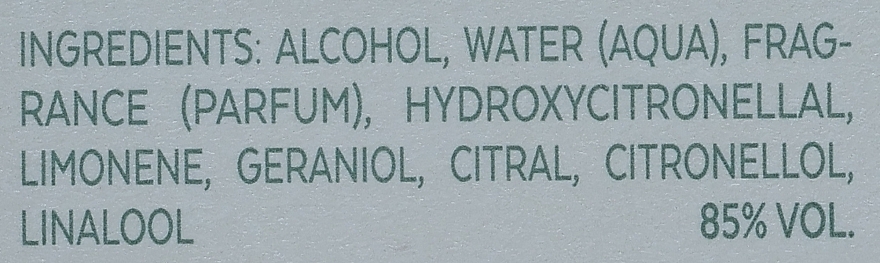 INGREDIENTS: ALCOHOL, WATER (AQUA), FRAG-
RANCE (PARFUM), HYDROXYCITRONELLAL,
LIMONENE, GERANIOL, CITRAL, CITRONELLOL,
LINALOOL 85% VOL.